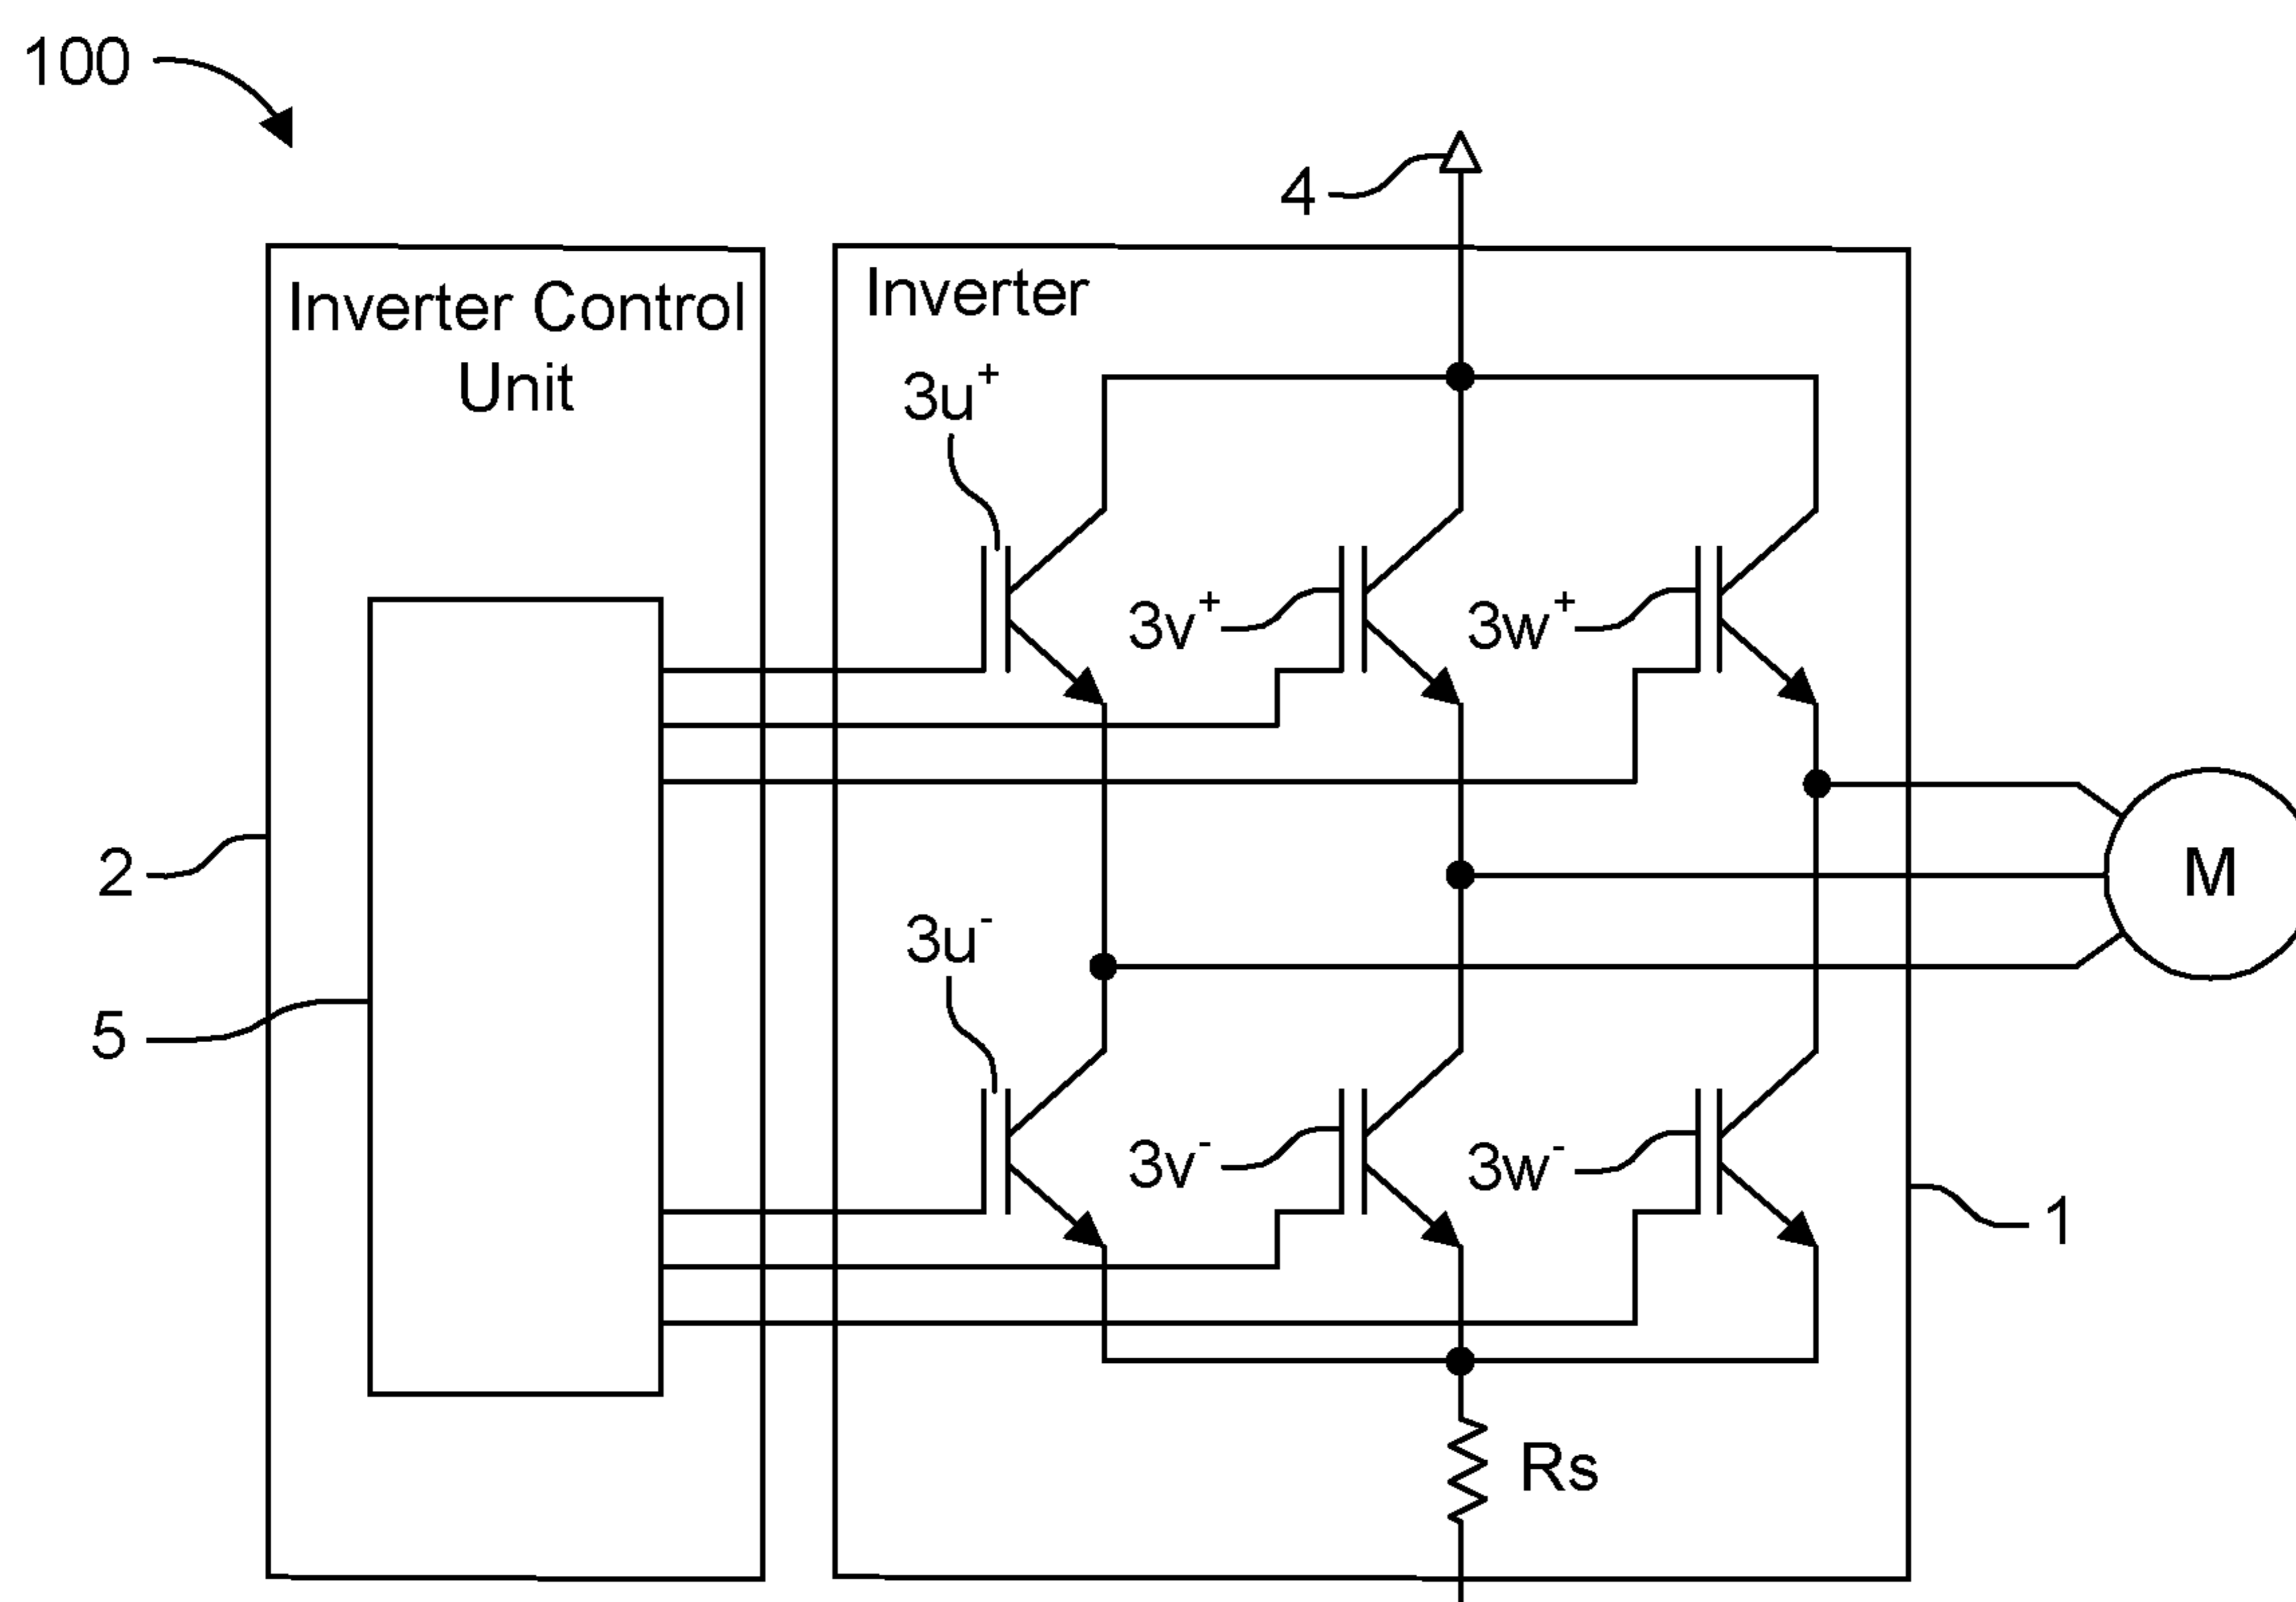 100
4
Inverter Control
Unit
Inverter
3u⁺
3v⁺
3w⁺
2
M
3u⁻
5
3v⁻
3w⁻
1
Rs